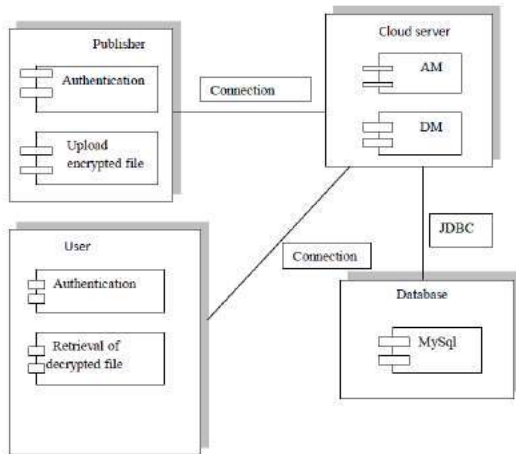 Publisher
Authentication
Upload
encrypted file
Connection
Cloud server
AM
DM
User
Authentication
Retrieval of
decrypted file
Connection
JDBC
Database
MySql